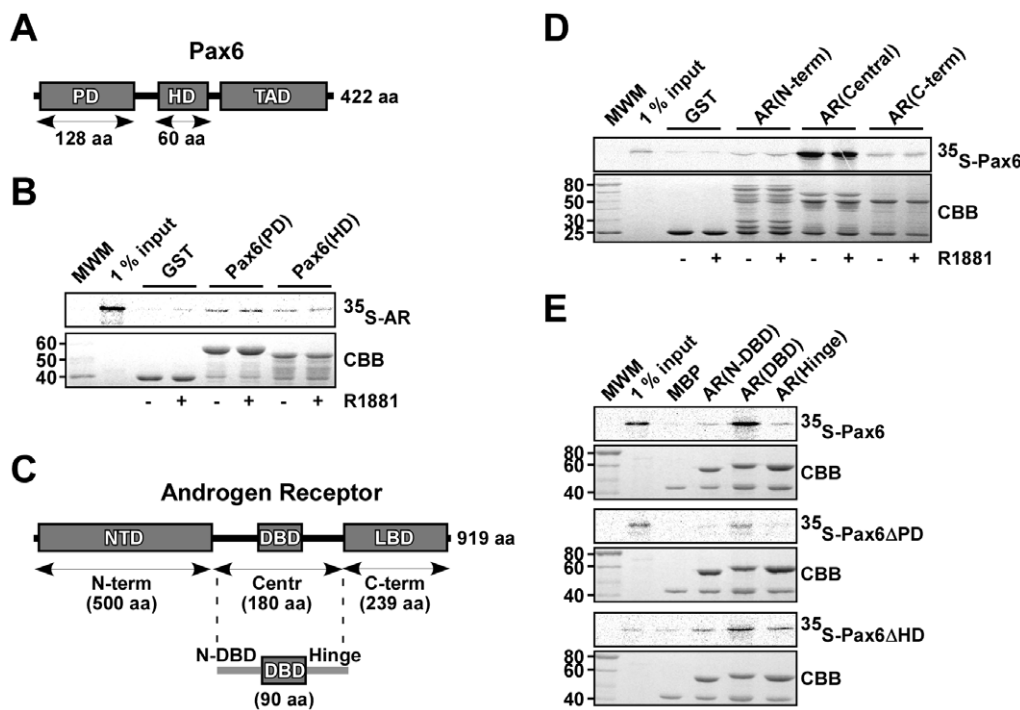 A
Pax6
PD
HD
TAD
422 aa
128 aa
60 aa
B
MWM
1 % input
GST
Pax6(PD)
Pax6(HD)
35S-AR
60
50
40
CBB
- + - + - + R1881
C
Androgen Receptor
NTD
DBD
LBD
919 aa
N-term
(500 aa)
Centr
(180 aa)
C-term
(239 aa)
N-DBD
DBD
Hinge
(90 aa)
D
MWM
1 % input
GST
AR(N-term)
AR(Central)
AR(C-term)
35S-Pax6
80
50
30
25
CBB
- + - + - + - + R1881
E
MWM
1 % input
MBP
AR(N-DBD)
AR(DBD)
AR(Hinge)
35S-Pax6
80
60
40
CBB
35S-Pax6ΔPD
80
60
40
CBB
35S-Pax6ΔHD
80
60
40
CBB